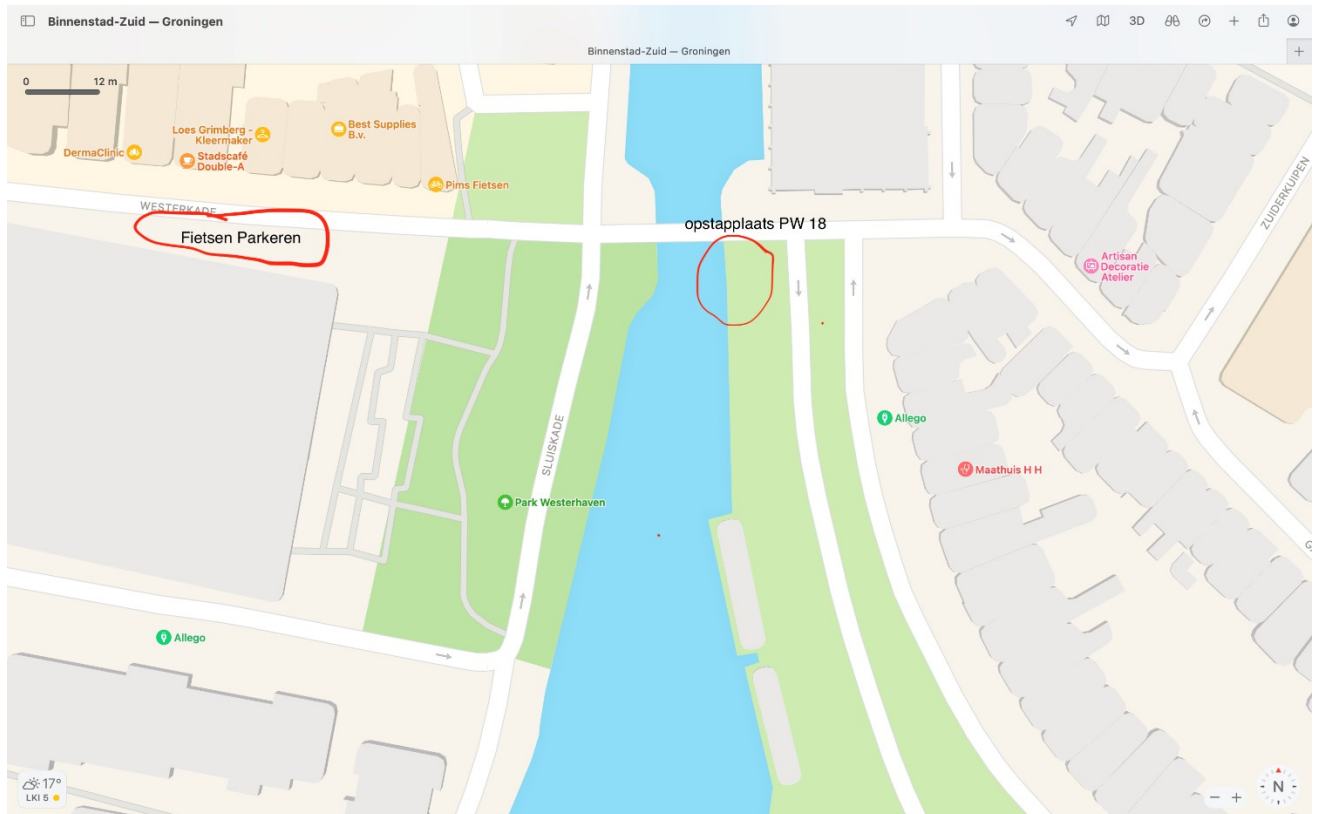 Binnenstad-Zuid — Groningen
3D
Binnenstad-Zuid — Groningen
0 12 m
Loes Grimberg -
Kleermaker
Best Supplies
B.v.
DermaClinic
Stadscafé
Double-A
Pims Fietsen
WESTERKADE
Fietsen Parkeren
opstapplaats PW 18
ZUIDERKUIPEN
Artisan
Decoratie
Atelier
Allego
SLUISKADE
Maathuis H H
Park Westerhaven
Allego
17°
LKI 5
N